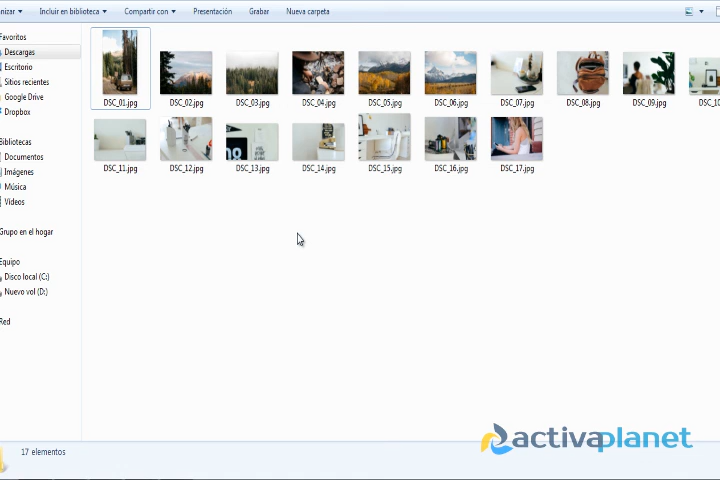 nizar Incluir en biblioteca Compartir con Presentación Grabar Nueva carpeta
Favoritos
Descargas
Escritorio
Sitios recientes
Google Drive
Dropbox
Bibliotecas
Documentos
Imágenes
Música
Vídeos
Grupo en el hogar
Equipo
Disco local (C:)
Nuevo vol (D:)
Red
DSC_01.jpg DSC_02.jpg DSC_03.jpg DSC_04.jpg DSC_05.jpg DSC_06.jpg DSC_07.jpg DSC_08.jpg DSC_09.jpg DSC_10
DSC_11.jpg DSC_12.jpg DSC_13.jpg DSC_14.jpg DSC_15.jpg DSC_16.jpg DSC_17.jpg
17 elementos
activaplanet